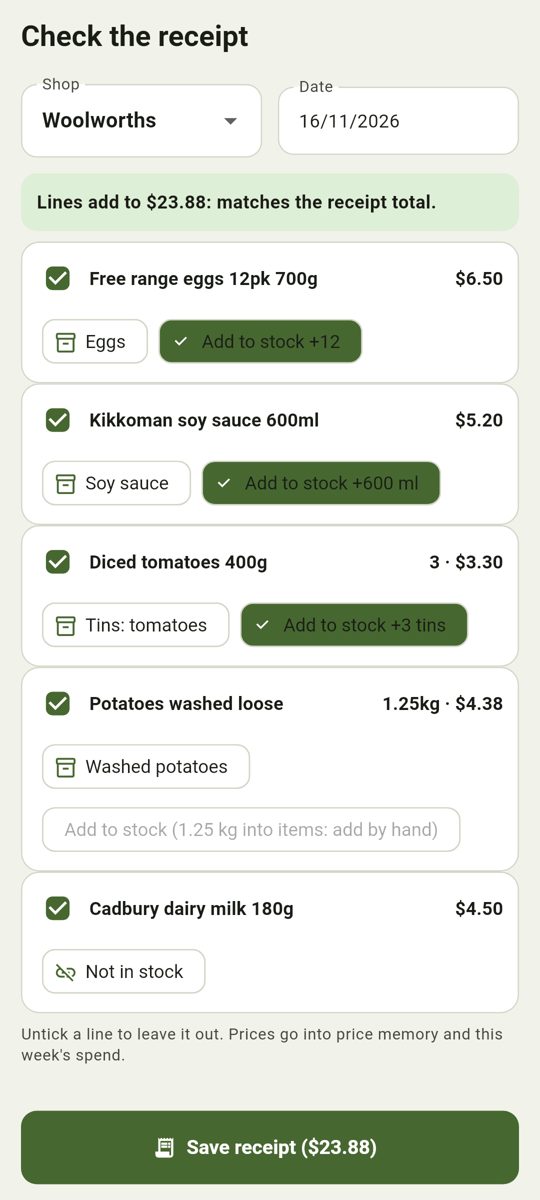 Check the receipt
Shop
Woolworths
Date
16/11/2026
Lines add to $23.88: matches the receipt total.
Free range eggs 12pk 700g
$6.50
Eggs
Add to stock +12
Kikkoman soy sauce 600ml
$5.20
Soy sauce
Add to stock +600 ml
Diced tomatoes 400g
3 · $3.30
Tins: tomatoes
Add to stock +3 tins
Potatoes washed loose
1.25kg · $4.38
Washed potatoes
Add to stock (1.25 kg into items: add by hand)
Cadbury dairy milk 180g
$4.50
Not in stock
Untick a line to leave it out. Prices go into price memory and this
week's spend.
Save receipt ($23.88)